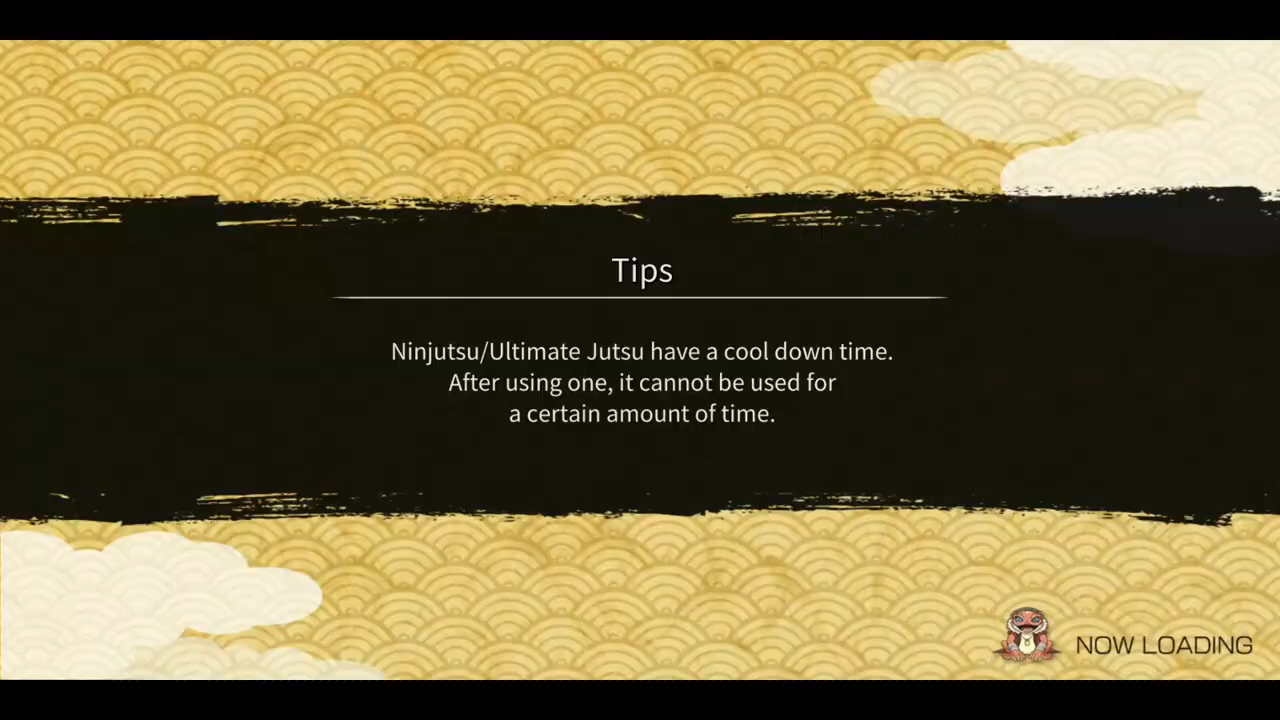 Tips
Ninjutsu/Ultimate Jutsu have a cool down time.
After using one, it cannot be used for
a certain amount of time.
NOW LOADING